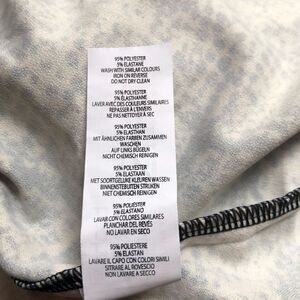 95% POLYESTER
5% ELASTANE
WASH WITH SIMILAR COLOURS
IRON ON REVERSE
DO NOT DRY CLEAN
95% POLYESTER
5% ÉLASTHANNE
LAVER AVEC DES COULEURS SIMILAIRES
REPASSER À L'ENVERS
NE PAS NETTOYER À SEC
95% POLYESTER
5% ELASTHAN
MIT ÄHNLICHEN FARBEN ZUSAMMEN
WASCHEN
AUF LINKS BÜGELN
NICHT CHEMISCH REINIGEN
95% POLYESTER
5% ELASTAAN
MET SOORTGELIJKE KLEUREN WASSEN
BINNENSTEBUITEN STRIJKEN
NIET CHEMISCH REINIGEN
95% POLIÉSTER
5% ELASTANO
LAVAR CON COLORES SIMILARES
PLANCHAR DEL REVÉS
NO LAVAR EN SECO
95% POLIESTERE
5% ELASTAN
LAVARE IL CAPO CON COLORI SIMILI
STIRARE AL ROVESCIO
NON LAVARE A SECCO